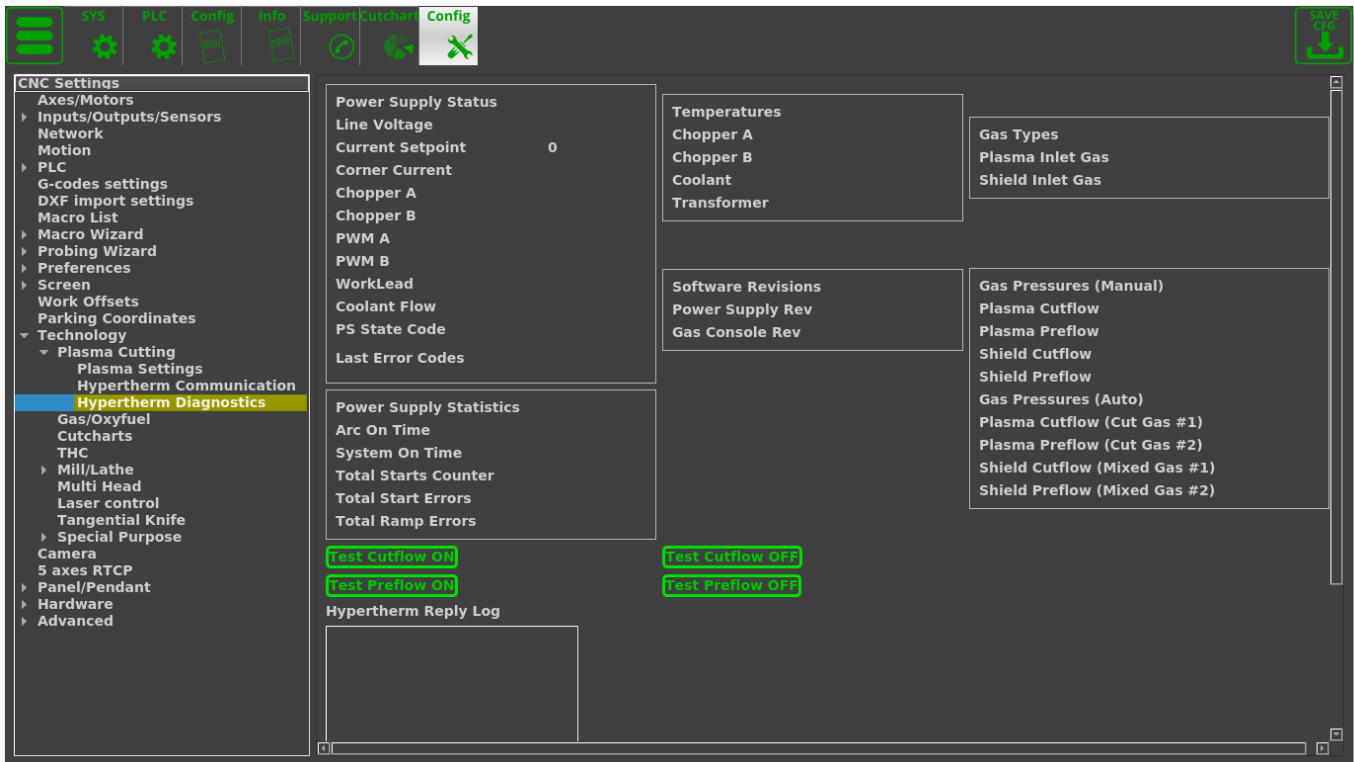 SYS PLC Config Info Support Cutchart Config SAVE
CFG
CNC Settings
Axes/Motors
Inputs/Outputs/Sensors
Network
Motion
PLC
G-codes settings
DXF import settings
Macro List
Macro Wizard
Probing Wizard
Preferences
Screen
Work Offsets
Parking Coordinates
Technology
Plasma Cutting
Plasma Settings
Hypertherm Communication
Hypertherm Diagnostics
Gas/Oxyfuel
Cutcharts
THC
Mill/Lathe
Multi Head
Laser control
Tangential Knife
Special Purpose
Camera
5 axes RTCP
Panel/Pendant
Hardware
Advanced
Power Supply Status
Line Voltage
Current Setpoint 0
Corner Current
Chopper A
Chopper B
PWM A
PWM B
WorkLead
Coolant Flow
PS State Code
Last Error Codes
Power Supply Statistics
Arc On Time
System On Time
Total Starts Counter
Total Start Errors
Total Ramp Errors
Temperatures
Chopper A
Chopper B
Coolant
Transformer
Software Revisions
Power Supply Rev
Gas Console Rev
Gas Types
Plasma Inlet Gas
Shield Inlet Gas
Gas Pressures (Manual)
Plasma Cutflow
Plasma Preflow
Shield Cutflow
Shield Preflow
Gas Pressures (Auto)
Plasma Cutflow (Cut Gas #1)
Plasma Preflow (Cut Gas #2)
Shield Cutflow (Mixed Gas #1)
Shield Preflow (Mixed Gas #2)
Test Cutflow ON Test Cutflow OFF
Test Preflow ON Test Preflow OFF
Hypertherm Reply Log